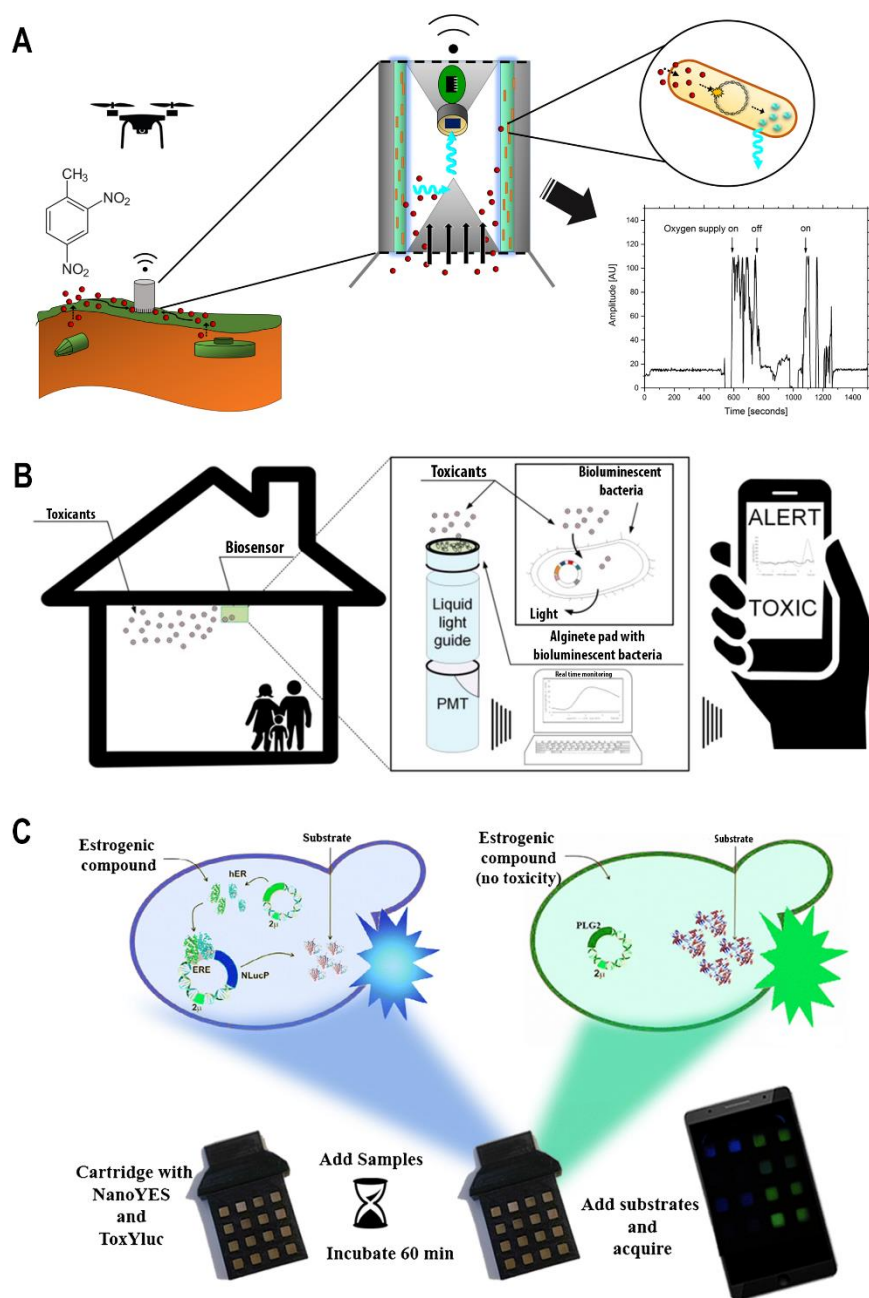 A
CH₃
NO₂
NO₂
Oxygen supply on
off
on
Amplitude [AU]
140
120
100
80
60
40
20
0
0
200
400
600
800
1000
1200
1400
Time [seconds]
B
Toxicants
Biosensor
Toxicants
Bioluminescent
bacteria
Light
Liquid
light
guide
Alginete pad with
bioluminescent bacteria
PMT
Real time monitoring
ALERT
TOXIC
C
Estrogenic
compound
Substrate
hER
2µ
ERE
NLucP
2µ
Estrogenic
compound
(no toxicity)
Substrate
PLG2
2µ
Cartridge with
NanoYES
and
ToxYluc
Add Samples
Incubate 60 min
Add substrates
and
acquire